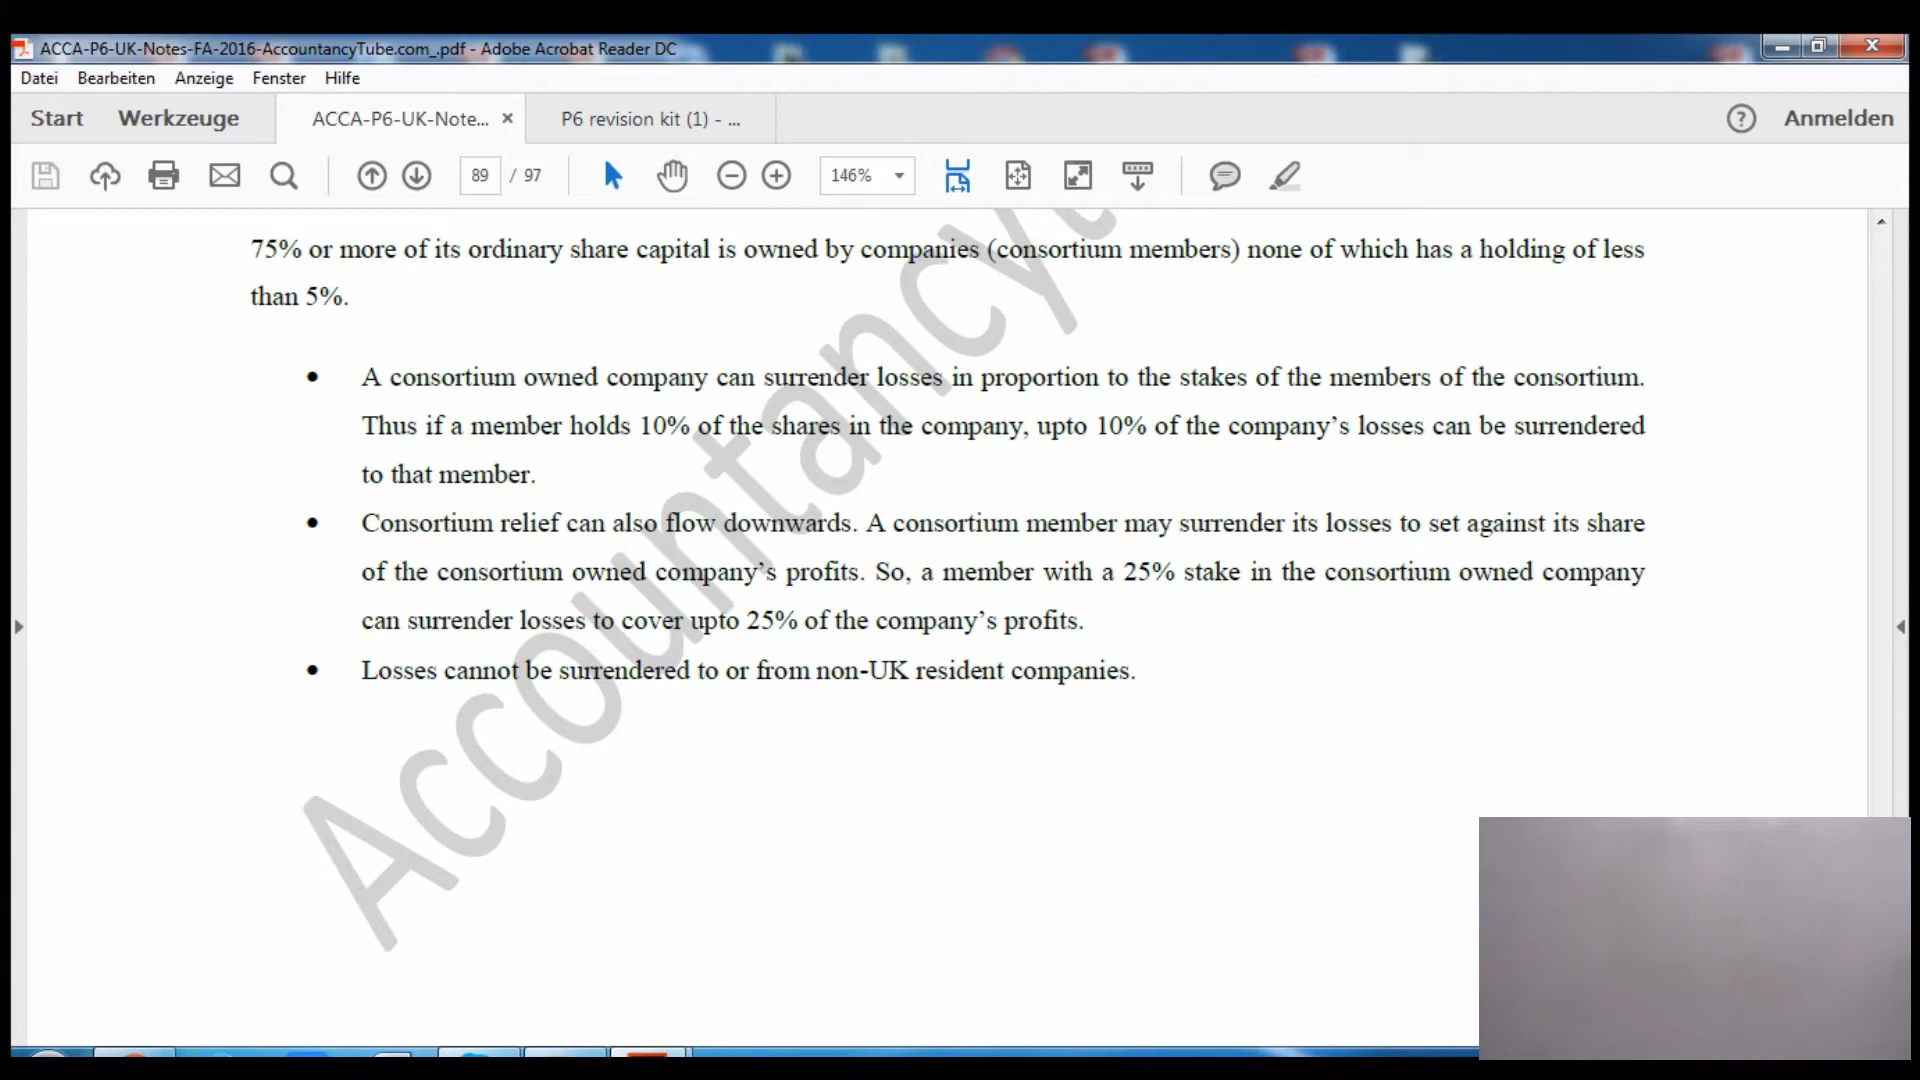 ACCA-P6-UK-Notes-FA-2016-AccountancyTube.com_.pdf - Adobe Acrobat Reader DC
Datei Bearbeiten Anzeige Fenster Hilfe
Start Werkzeuge ACCA-P6-UK-Note... × P6 revision kit (1) - ... Anmelden
89 / 97 146%
75% or more of its ordinary share capital is owned by companies (consortium members) none of which has a holding of less
than 5%.
• A consortium owned company can surrender losses in proportion to the stakes of the members of the consortium.
Thus if a member holds 10% of the shares in the company, upto 10% of the company’s losses can be surrendered
to that member.
• Consortium relief can also flow downwards. A consortium member may surrender its losses to set against its share
of the consortium owned company’s profits. So, a member with a 25% stake in the consortium owned company
can surrender losses to cover upto 25% of the company’s profits.
• Losses cannot be surrendered to or from non-UK resident companies.
Accountancy